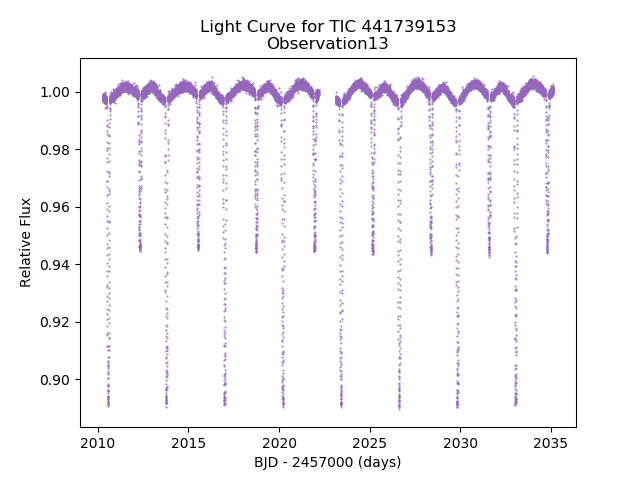 Light Curve for TIC 441739153
Observation13
1.00
0.98
0.96
0.94
0.92
0.90
Relative Flux
2010 2015 2020 2025 2030 2035
BJD - 2457000 (days)